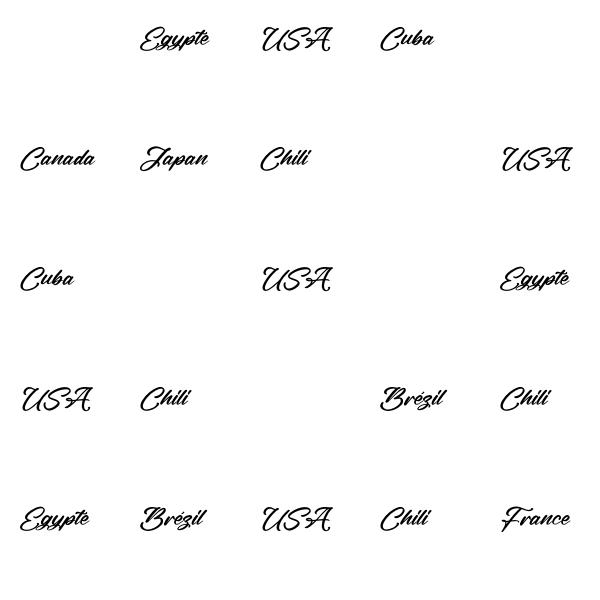 Egypte USA Cuba
Canada Japan Chili USA
Cuba USA Egypte
USA Chili Brézil Chili
Egypte Brézil USA Chili France